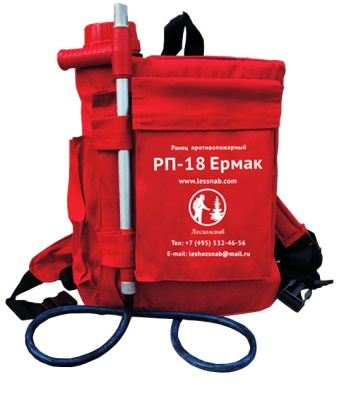 Ранец противопожарный
РП-18 Ермак
www.lessnab.com
Лесхозснаб
Тел: +7 (495) 532-46-56
E-mail: leshozsnab@mail.ru